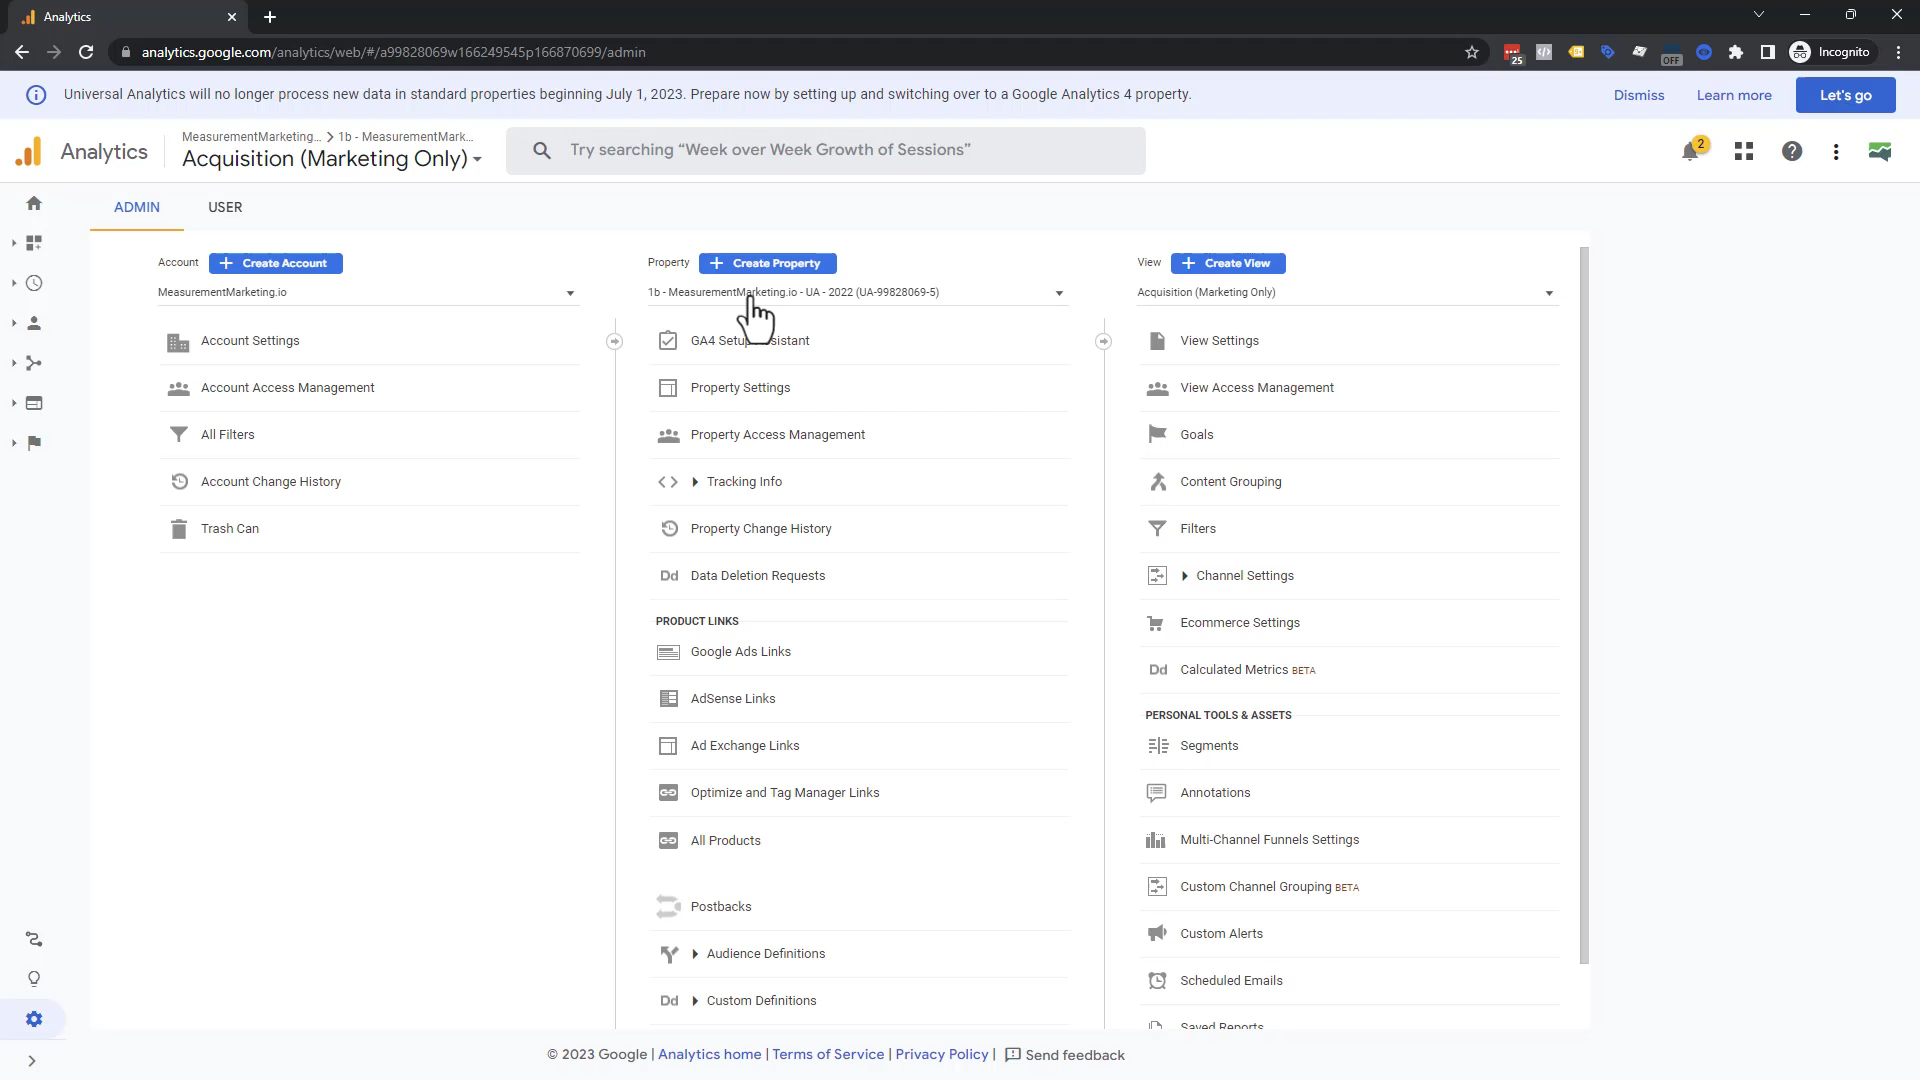 Analytics
analytics.google.com/analytics/web/#/a99828069w166249545p166870699/admin
25
OFF
Incognito
Universal Analytics will no longer process new data in standard properties beginning July 1, 2023. Prepare now by setting up and switching over to a Google Analytics 4 property.
Dismiss
Learn more
Let's go
Analytics
MeasurementMarketing... > 1b - MeasurementMark...
Acquisition (Marketing Only)
Try searching “Week over Week Growth of Sessions”
2
ADMIN
USER
Account
+ Create Account
MeasurementMarketing.io
Account Settings
Account Access Management
All Filters
Account Change History
Trash Can
Property
+ Create Property
1b - MeasurementMarketing.io - UA - 2022 (UA-99828069-5)
GA4 Setup
Property Settings
Property Access Management
Tracking Info
Property Change History
Dd Data Deletion Requests
PRODUCT LINKS
Google Ads Links
AdSense Links
Ad Exchange Links
Optimize and Tag Manager Links
All Products
Postbacks
Audience Definitions
Dd Custom Definitions
View
+ Create View
Acquisition (Marketing Only)
View Settings
View Access Management
Goals
Content Grouping
Filters
Channel Settings
Ecommerce Settings
Dd Calculated Metrics BETA
PERSONAL TOOLS & ASSETS
Segments
Annotations
Multi-Channel Funnels Settings
Custom Channel Grouping BETA
Custom Alerts
Scheduled Emails
Saved Reports
© 2023 Google | Analytics home | Terms of Service | Privacy Policy | Send feedback